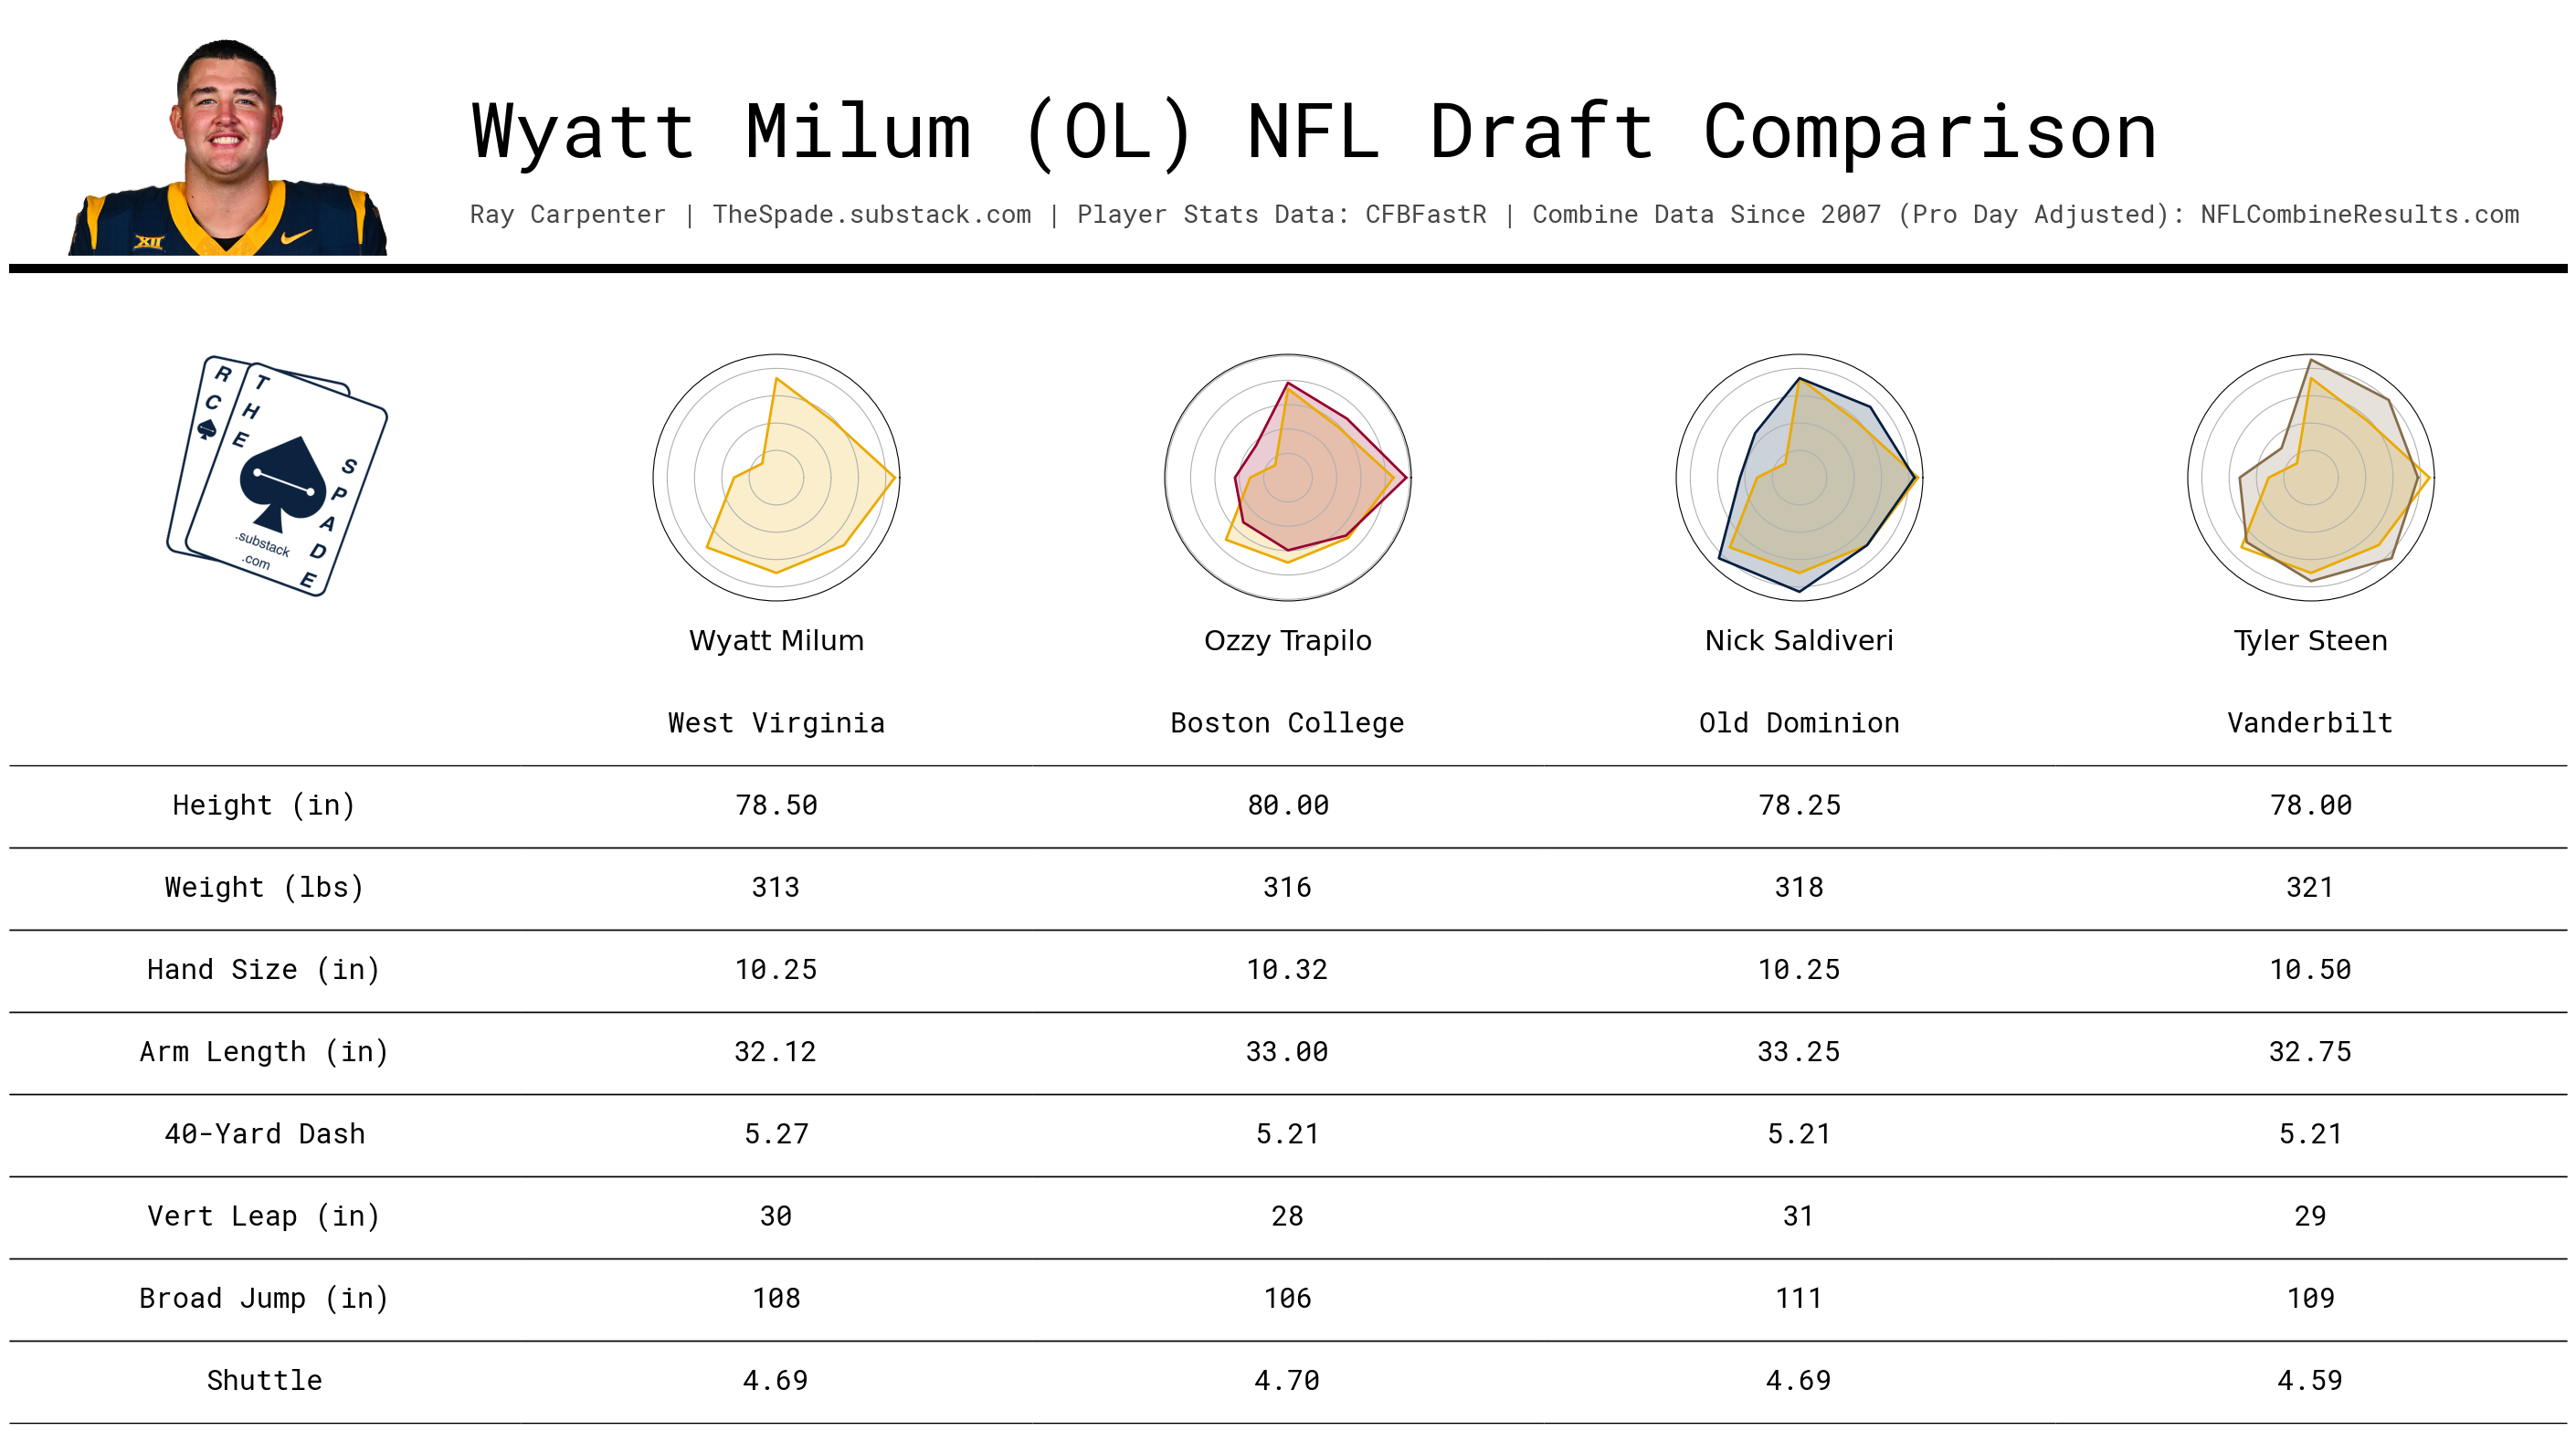 Wyatt Milum (OL) NFL Draft Comparison
Ray Carpenter | TheSpade.substack.com | Player Stats Data: CFBFastR | Combine Data Since 2007 (Pro Day Adjusted): NFLCombineResults.com
XII
RC
THE SPADE
.substack
.com
Wyatt Milum Ozzy Trapilo Nick Saldiveri Tyler Steen
West Virginia Boston College Old Dominion Vanderbilt
Height (in) 78.50 80.00 78.25 78.00
Weight (lbs) 313 316 318 321
Hand Size (in) 10.25 10.32 10.25 10.50
Arm Length (in) 32.12 33.00 33.25 32.75
40-Yard Dash 5.27 5.21 5.21 5.21
Vert Leap (in) 30 28 31 29
Broad Jump (in) 108 106 111 109
Shuttle 4.69 4.70 4.69 4.59